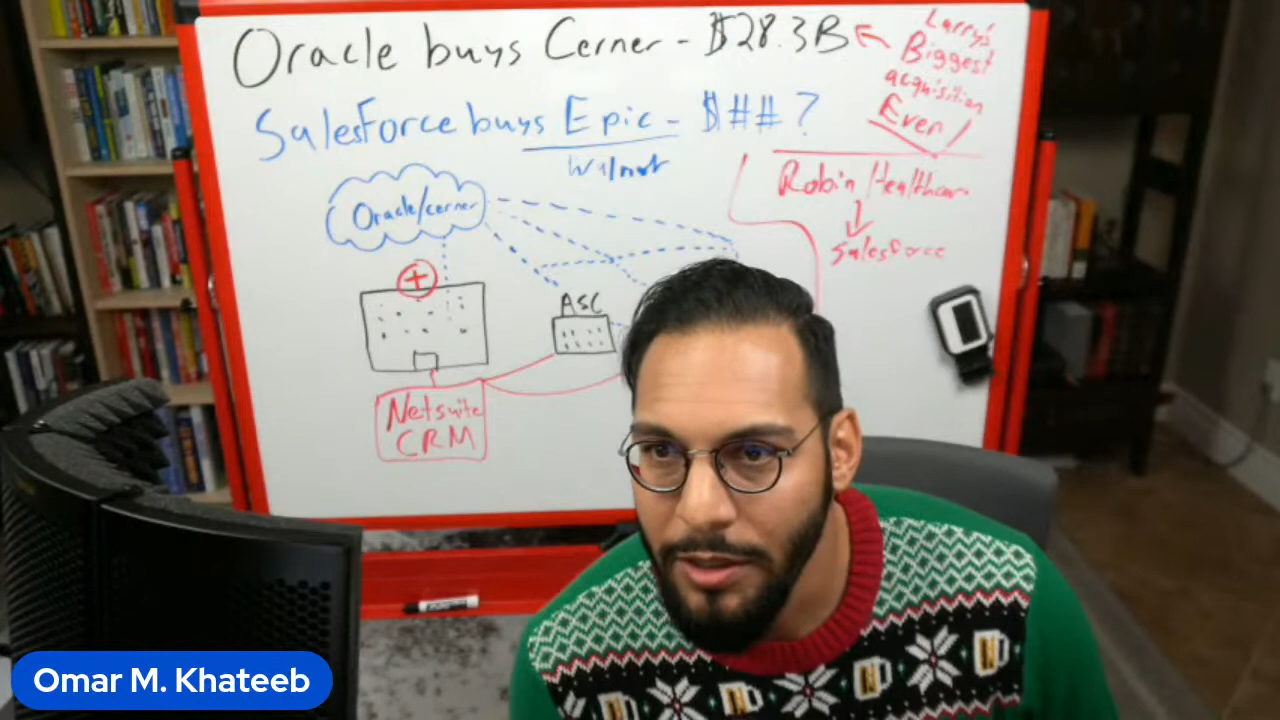 Oracle buys Cerner - $28.3B
Larry's
Biggest
acquisition
Ever!
SalesForce buys Epic - $##?
Walmart
Robin Healthcare
SalesForce
Oracle/cerner
ASC
Netsuite
CRM
Omar M. Khateeb